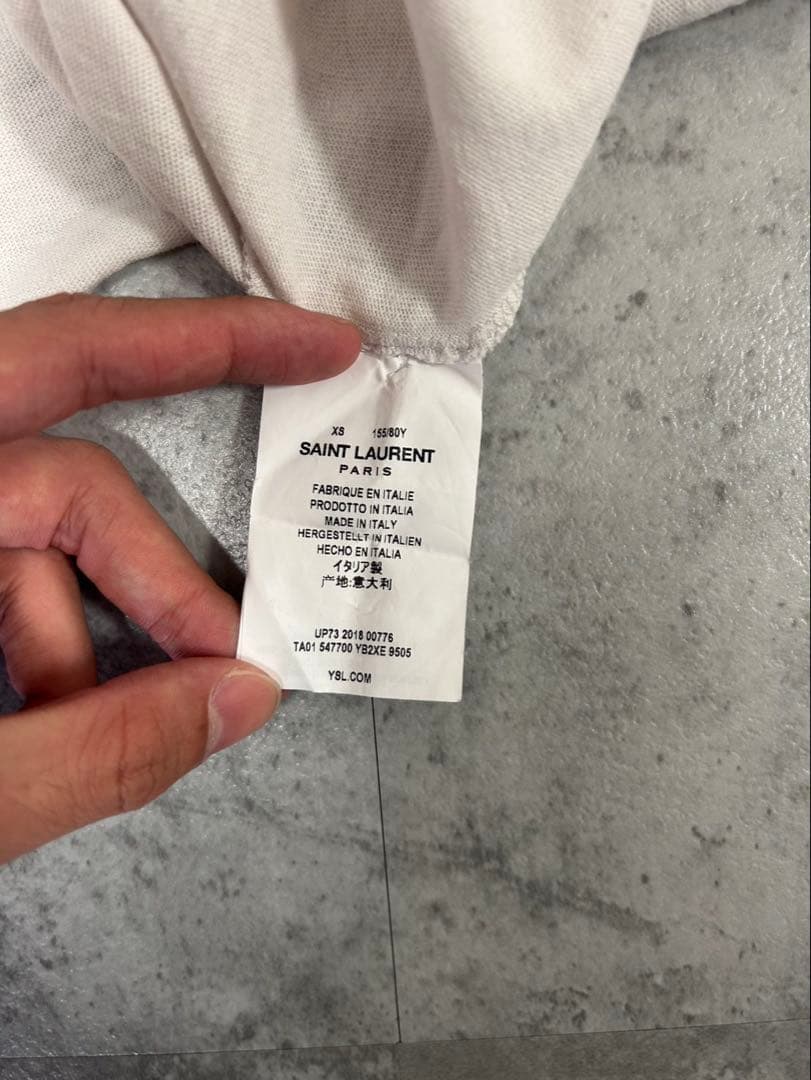 XS 155/80Y
SAINT LAURENT
PARIS
FABRIQUE EN ITALIE
PRODOTTO IN ITALIA
MADE IN ITALY
HERGESTELLT IN ITALIEN
HECHO EN ITALIA
イタリア製
产地:意大利
UP73 2018 00776
TA01 547700 YB2XE 9505
YSL.COM